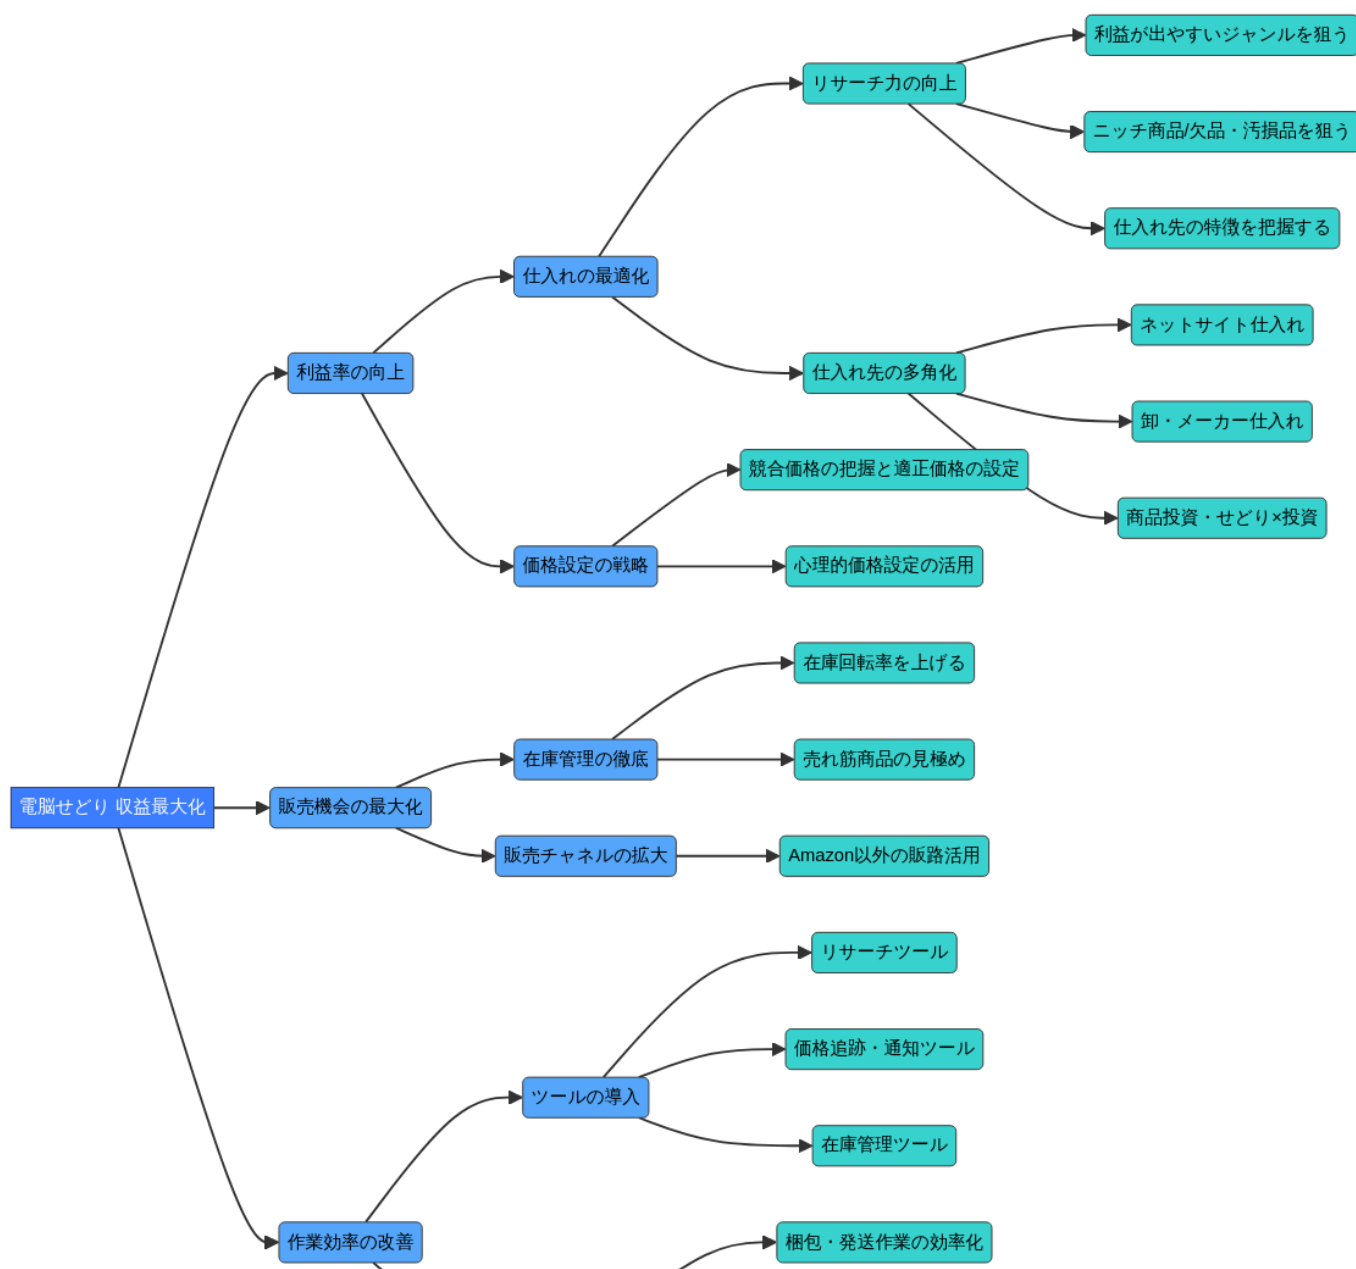 利益が出やすいジャンルを狙う
リサーチ力の向上
ニッチ商品/欠品・汚損品を狙う
仕入れ先の特徴を把握する
仕入れの最適化
ネットサイト仕入れ
利益率の向上
仕入れ先の多角化
卸・メーカー仕入れ
競合価格の把握と適正価格の設定
商品投資・せどり×投資
価格設定の戦略
心理的価格設定の活用
在庫回転率を上げる
在庫管理の徹底
売れ筋商品の見極め
電脳せどり 収益最大化
販売機会の最大化
販売チャネルの拡大
Amazon以外の販路活用
リサーチツール
価格追跡・通知ツール
ツールの導入
在庫管理ツール
作業効率の改善
梱包・発送作業の効率化